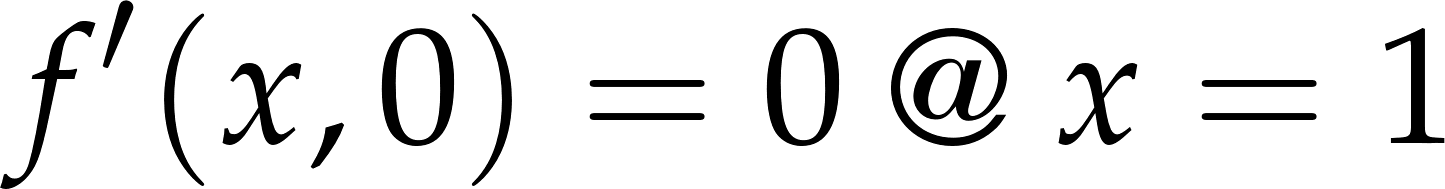 f′(x, 0) = 0 @ x = 1